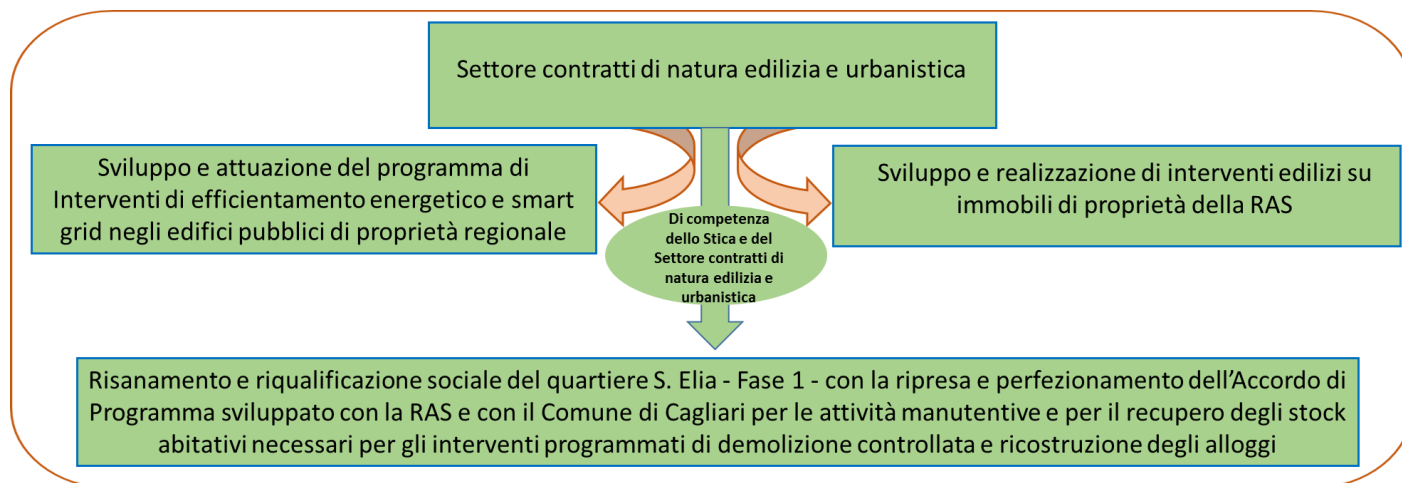 Settore contratti di natura edilizia e urbanistica
Sviluppo e attuazione del programma di
Interventi di efficientamento energetico e smart
grid negli edifici pubblici di proprietà regionale
Sviluppo e realizzazione di interventi edilizi su
immobili di proprietà della RAS
Di competenza
dello Stica e del
Settore contratti di
natura edilizia e
urbanistica
Risanamento e riqualificazione sociale del quartiere S. Elia - Fase 1 - con la ripresa e perfezionamento dell’Accordo di
Programma sviluppato con la RAS e con il Comune di Cagliari per le attività manutentive e per il recupero degli stock
abitativi necessari per gli interventi programmati di demolizione controllata e ricostruzione degli alloggi